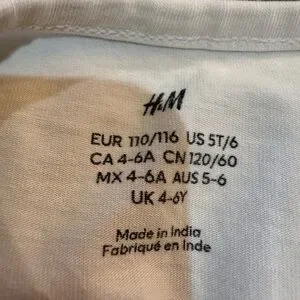 H&M
EUR 110/116 US 5T/6
CA 4-6A CN 120/60
MX 4-6A AUS 5-6
UK 4-6Y
Made in India
Fabriqué en Inde